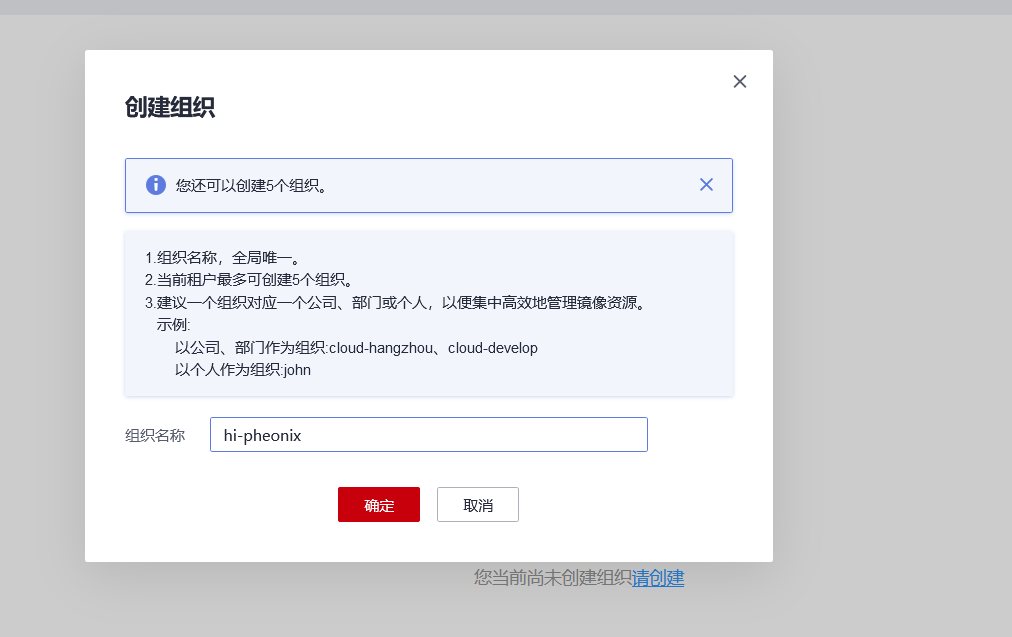 创建组织
您还可以创建5个组织。
1.组织名称，全局唯一。
2.当前租户最多可创建5个组织。
3.建议一个组织对应一个公司、部门或个人，以便集中高效地管理镜像资源。
示例:
以公司、部门作为组织:cloud-hangzhou、cloud-develop
以个人作为组织:john
组织名称 hi-pheonix
确定 取消
您当前尚未创建组织请创建